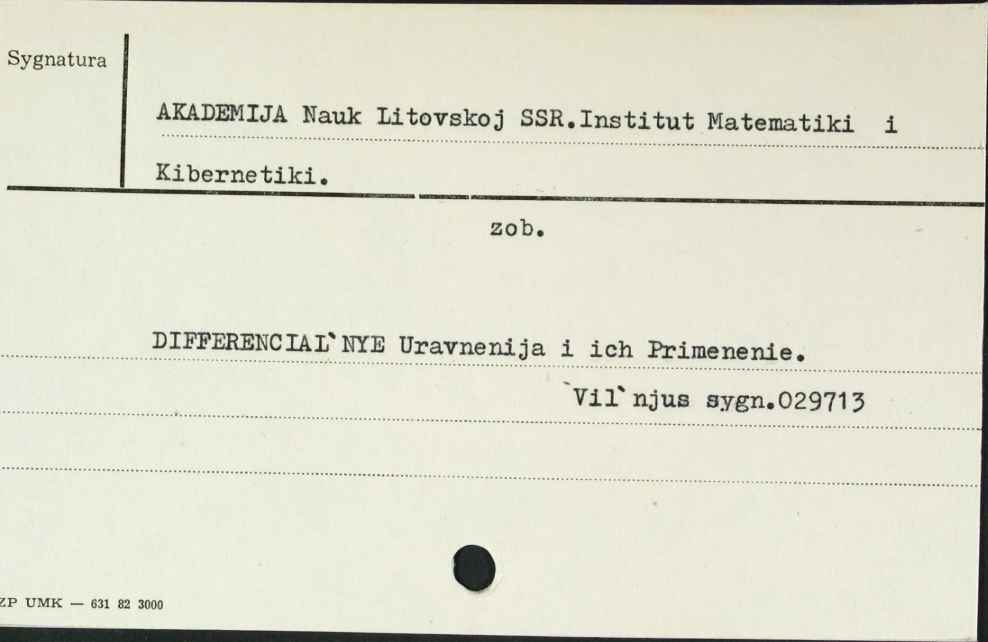 Sygnatura
AKADEMIJA Nauk Litovskoj SSR.Institut Matematiki i
Kibernetiki.
zob.
DIFFERENCIAL`NYE Uravnenija i ich Primenenie.
`Vil`njus sygn.029713
ZP UMK — 631 82 3000